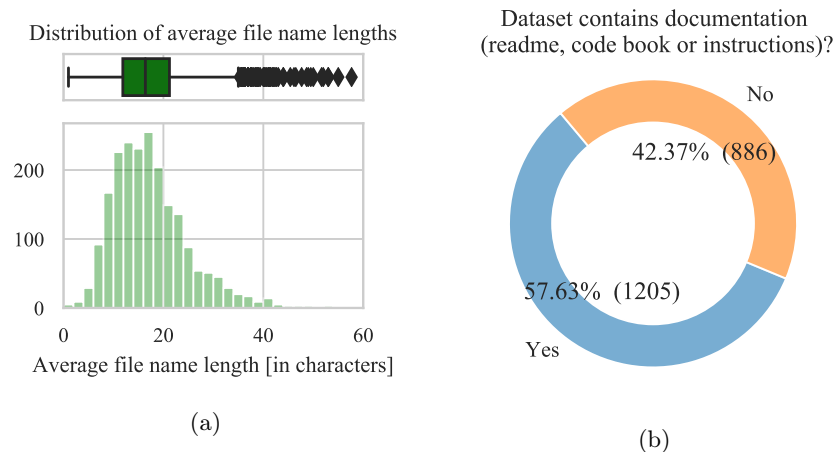 Distribution of average file name lengths
200
100
0
0 20 40 60
Average file name length [in characters]
(a)
Dataset contains documentation
(readme, code book or instructions)?
No
42.37% (886)
57.63% (1205)
Yes
(b)